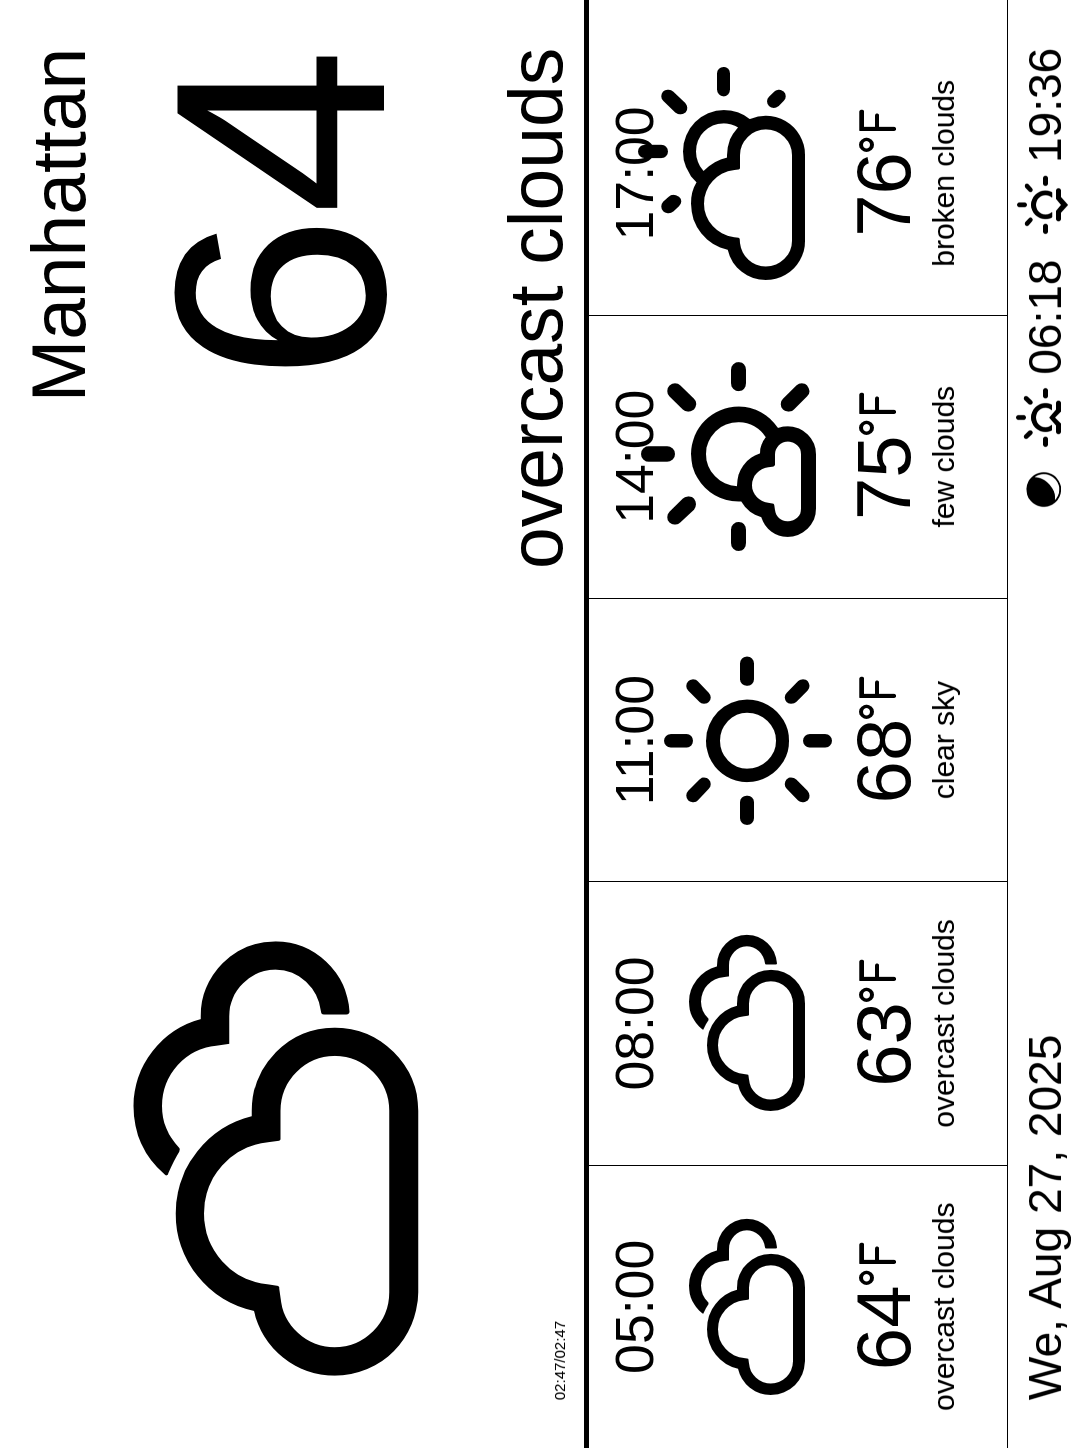 Manhattan
64
overcast clouds
02:47/02:47
05:00 08:00 11:00 14:00 17:00
64°F 63°F 68°F 75°F 76°F
overcast clouds overcast clouds clear sky few clouds broken clouds
We, Aug 27, 2025 06:18 19:36